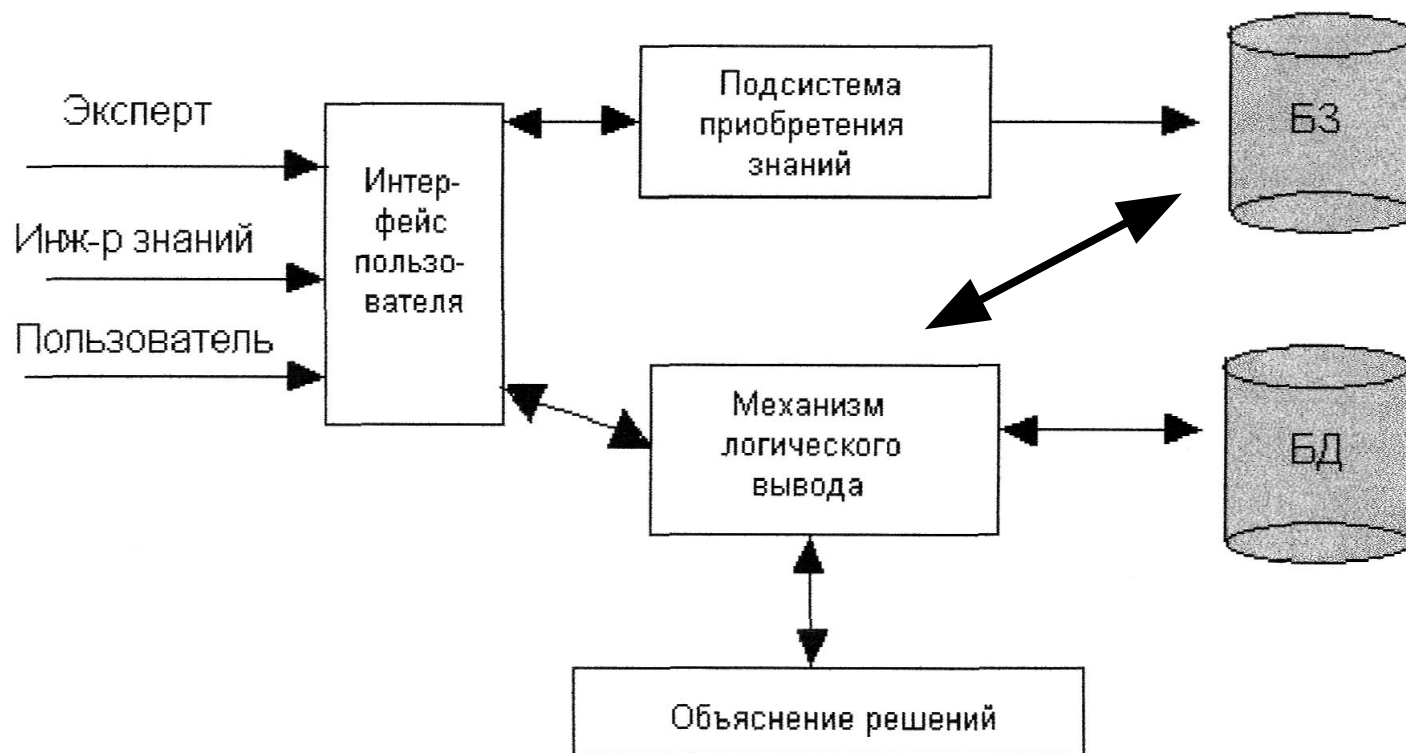 Эксперт
Инж-р знаний
Пользователь
Интер-
фейс
пользо-
вателя
Подсистема
приобретения
знаний
БЗ
Механизм
логического
вывода
БД
Объяснение решений